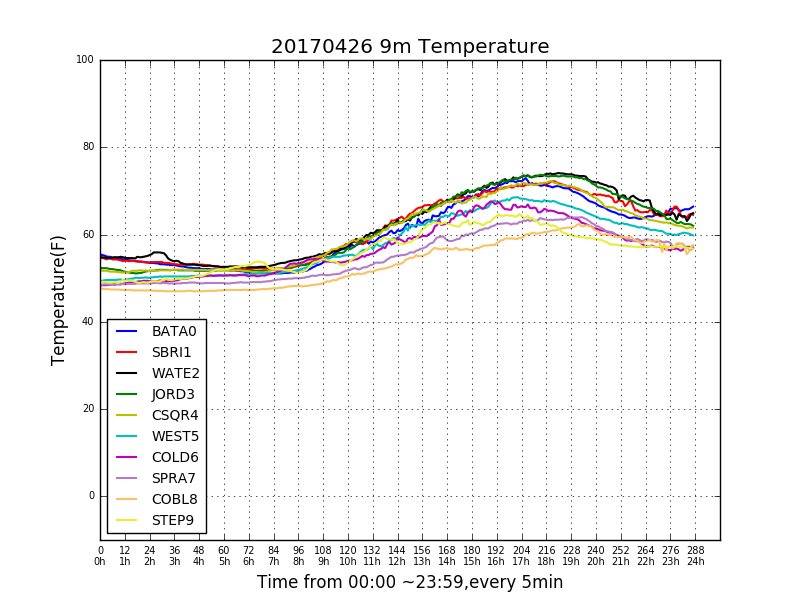 20170426 9m Temperature
100
80
60
40
20
0
Temperature(F)
BATA0
SBRI1
WATE2
JORD3
CSQR4
WEST5
COLD6
SPRA7
COBL8
STEP9
0 12 24 36 48 60 72 84 96 108 120 132 144 156 168 180 192 204 216 228 240 252 264 276 288
0h 1h 2h 3h 4h 5h 6h 7h 8h 9h 10h 11h 12h 13h 14h 15h 16h 17h 18h 19h 20h 21h 22h 23h 24h
Time from 00:00 ~23:59,every 5min